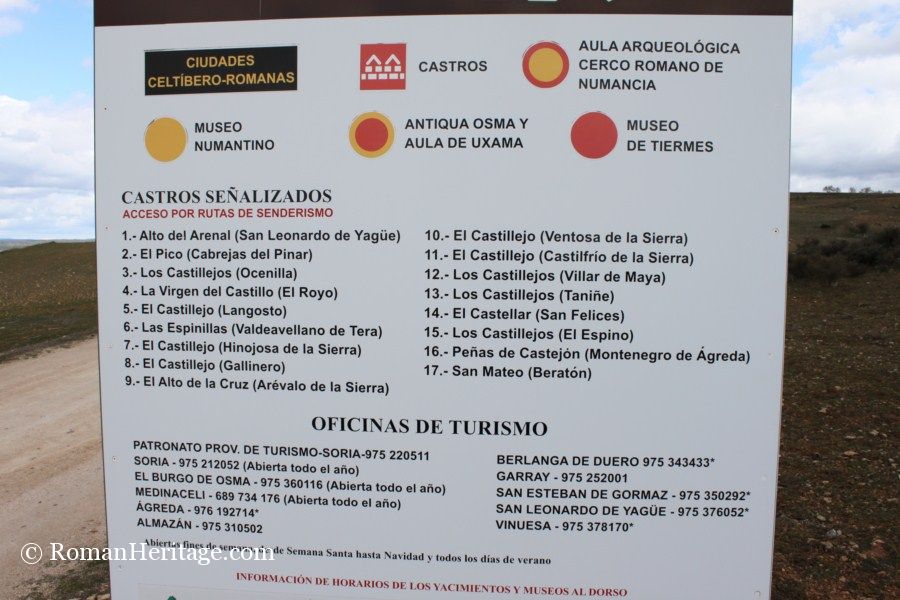 CIUDADES
CELTÍBERO-ROMANAS
CASTROS
AULA ARQUEOLÓGICA
CERCO ROMANO DE
NUMANCIA
MUSEO
NUMANTINO
ANTIQUA OSMA Y
AULA DE UXAMA
MUSEO
DE TIERMES
CASTROS SEÑALIZADOS
ACCESO POR RUTAS DE SENDERISMO
1.- Alto del Arenal (San Leonardo de Yagüe)
2.- El Pico (Cabrejas del Pinar)
3.- Los Castillejos (Ocenilla)
4.- La Virgen del Castillo (El Royo)
5.- El Castillejo (Langosto)
6.- Las Espinillas (Valdeavellano de Tera)
7.- El Castillejo (Hinojosa de la Sierra)
8.- El Castillejo (Gallinero)
9.- El Alto de la Cruz (Arévalo de la Sierra)
10.- El Castillejo (Ventosa de la Sierra)
11.- El Castillejo (Castilfrío de la Sierra)
12.- Los Castillejos (Villar de Maya)
13.- Los Castillejos (Taniñe)
14.- El Castellar (San Felices)
15.- Los Castillejos (El Espino)
16.- Peñas de Castejón (Montenegro de Ágreda)
17.- San Mateo (Beratón)
OFICINAS DE TURISMO
PATRONATO PROV. DE TURISMO-SORIA-975 220511
SORIA - 975 212052 (Abierta todo el año)
EL BURGO DE OSMA - 975 360116 (Abierta todo el año)
MEDINACELI - 689 734 176 (Abierta todo el año)
ÁGREDA - 976 192714*
ALMAZÁN - 975 310502
BERLANGA DE DUERO 975 343433*
GARRAY - 975 252001
SAN ESTEBAN DE GORMAZ - 975 350292*
SAN LEONARDO DE YAGÜE - 975 376052*
VINUESA - 975 378170*
Abiertas fines de semana de Semana Santa hasta Navidad y todos los días de verano
© RomanHeritage.com
INFORMACIÓN DE HORARIOS DE LOS YACIMIENTOS Y MUSEOS AL DORSO